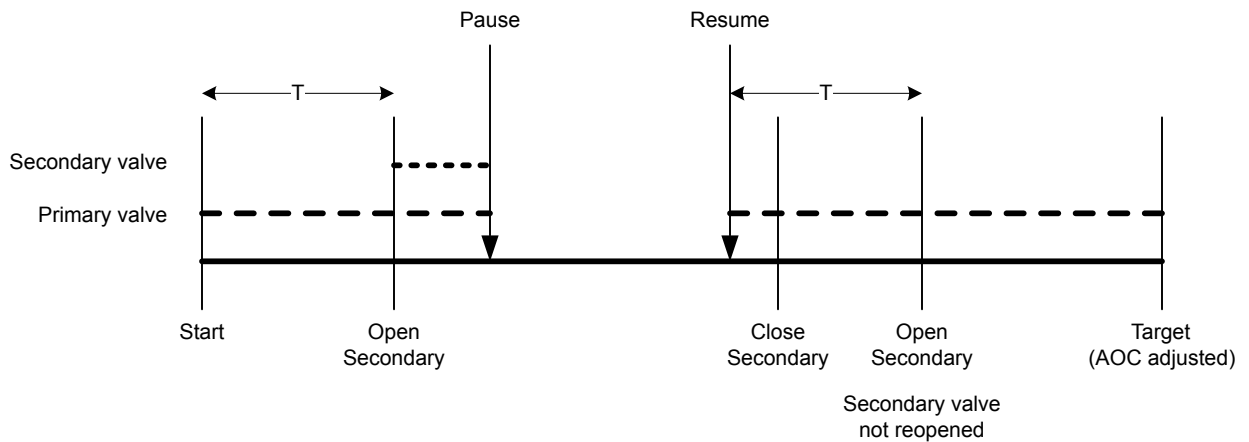 Pause
Resume
T
T
Secondary valve
Primary valve
Start
Open
Secondary
Close
Secondary
Open
Secondary
Target
(AOC adjusted)
Secondary valve
not reopened